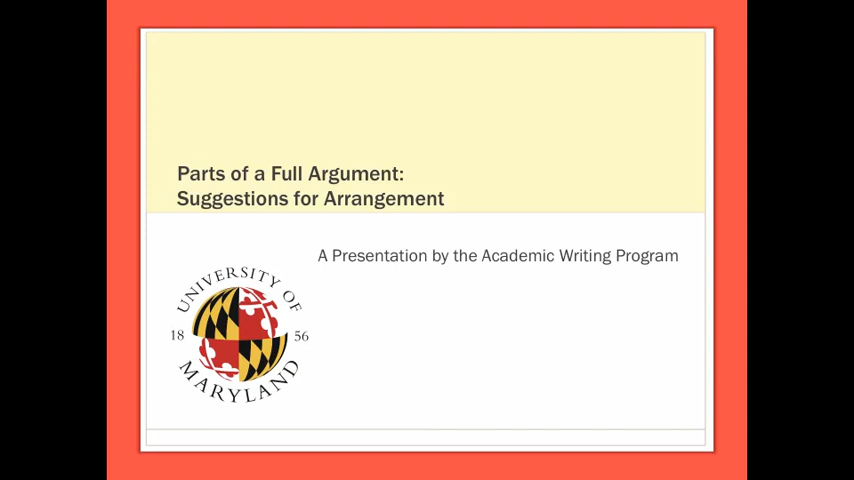 Parts of a Full Argument:
Suggestions for Arrangement
A Presentation by the Academic Writing Program
UNIVERSITY OF
18 56
MARYLAND